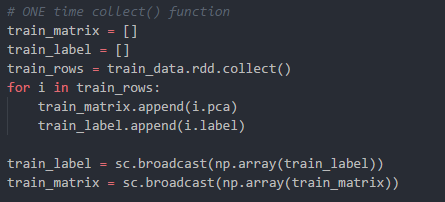 # ONE time collect() function
train_matrix = []
train_label = []
train_rows = train_data.rdd.collect()
for i in train_rows:
    train_matrix.append(i.pca)
    train_label.append(i.label)

train_label = sc.broadcast(np.array(train_label))
train_matrix = sc.broadcast(np.array(train_matrix))